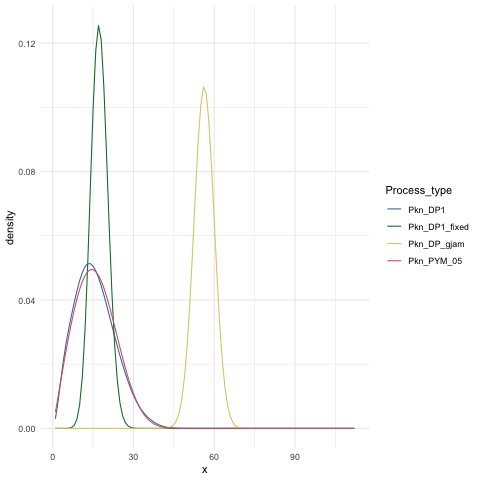 0.12
0.08
0.04
0.00
density
0
30
60
90
x
Process_type
Pkn_DP1
Pkn_DP1_fixed
Pkn_DP_gjam
Pkn_PYM_05